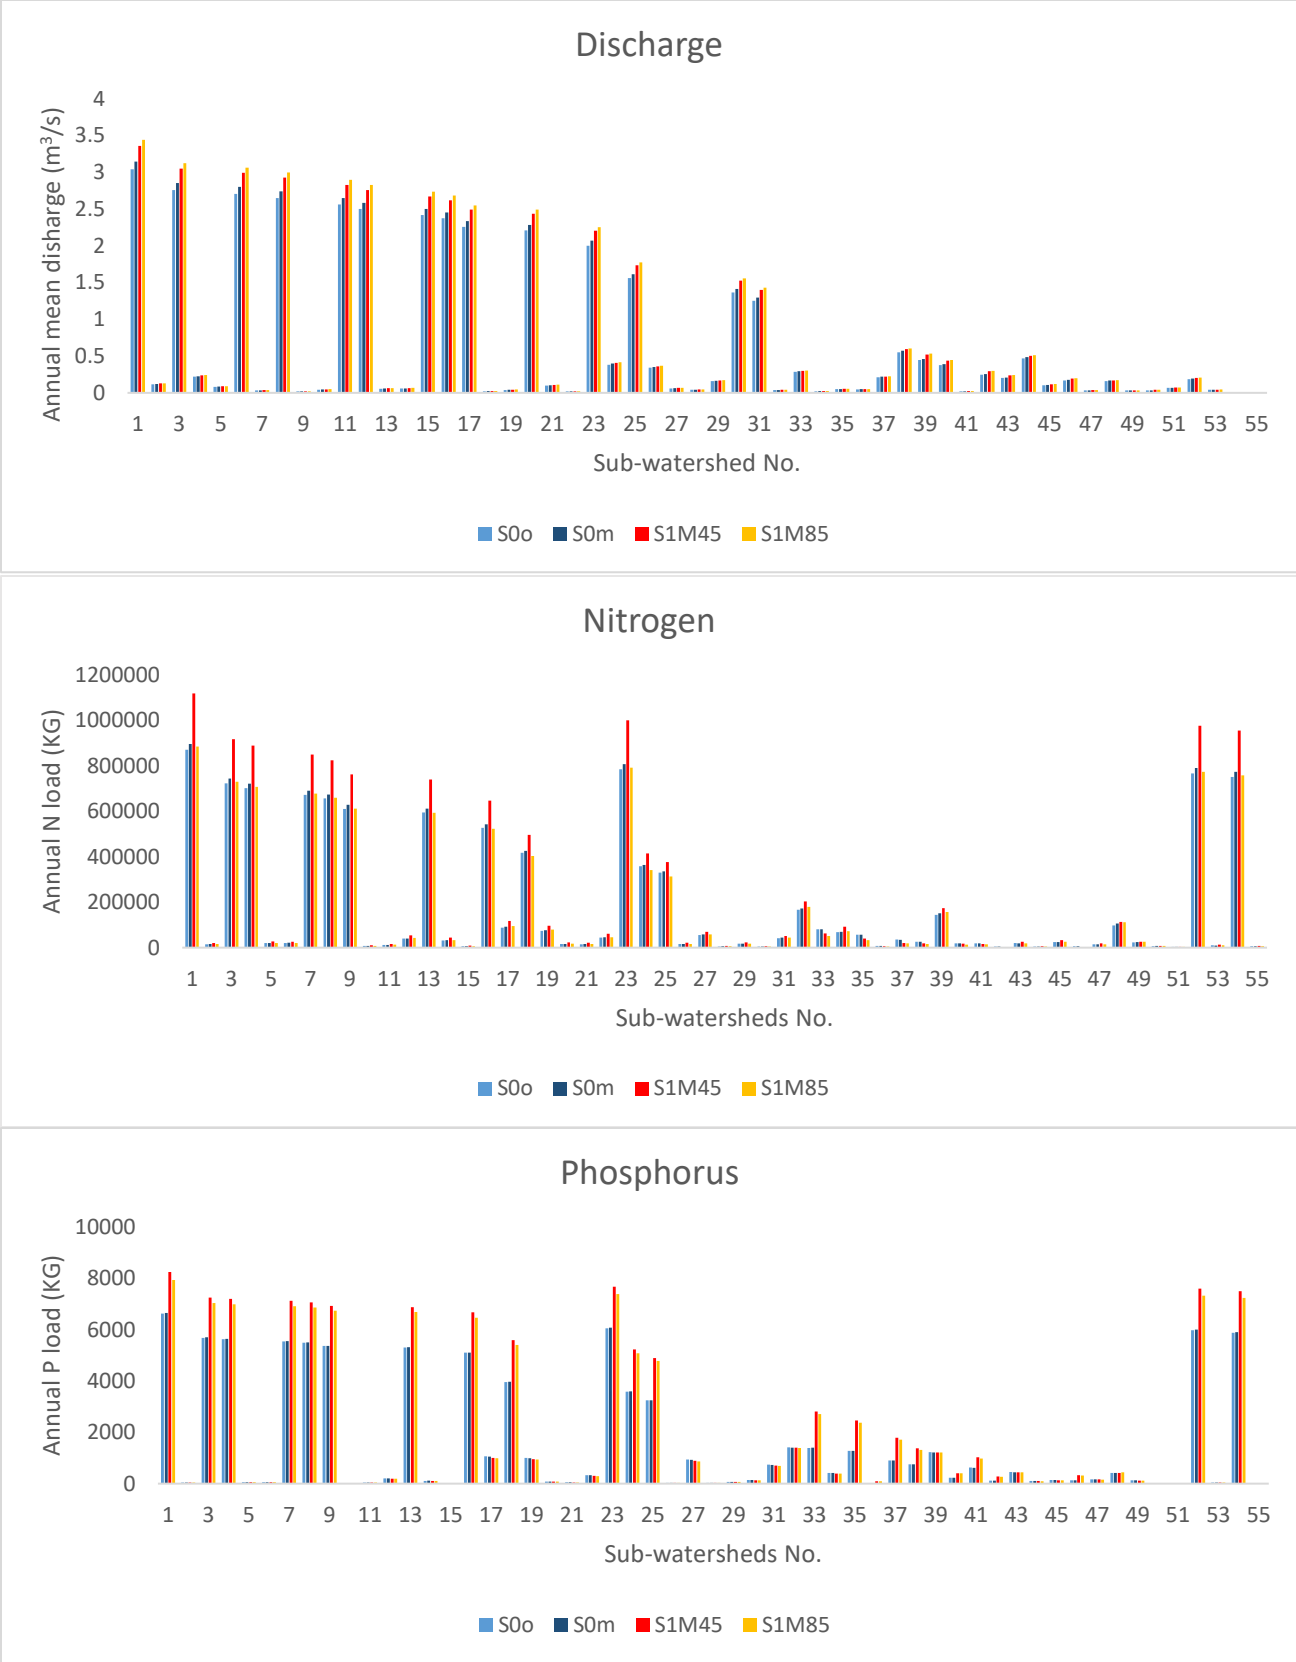 Discharge
4
3.5
3
2.5
2
1.5
1
0.5
0
Annual mean disharge (m³/s)
1 3 5 7 9 11 13 15 17 19 21 23 25 27 29 31 33 35 37 39 41 43 45 47 49 51 53 55
Sub-watershed No.
S0o S0m S1M45 S1M85
Nitrogen
1200000
1000000
800000
600000
400000
200000
0
Annual N load (KG)
1 3 5 7 9 11 13 15 17 19 21 23 25 27 29 31 33 35 37 39 41 43 45 47 49 51 53 55
Sub-watersheds No.
S0o S0m S1M45 S1M85
Phosphorus
10000
8000
6000
4000
2000
0
Annual P load (KG)
1 3 5 7 9 11 13 15 17 19 21 23 25 27 29 31 33 35 37 39 41 43 45 47 49 51 53 55
Sub-watersheds No.
S0o S0m S1M45 S1M85